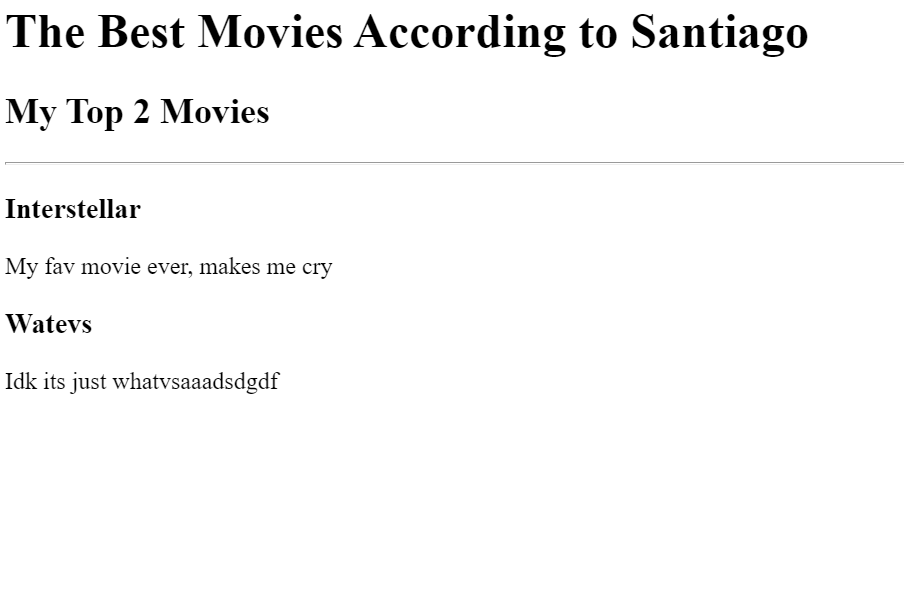 The Best Movies According to Santiago
My Top 2 Movies
Interstellar
My fav movie ever, makes me cry
Watevs
Idk its just whatvsaaadsdgdf